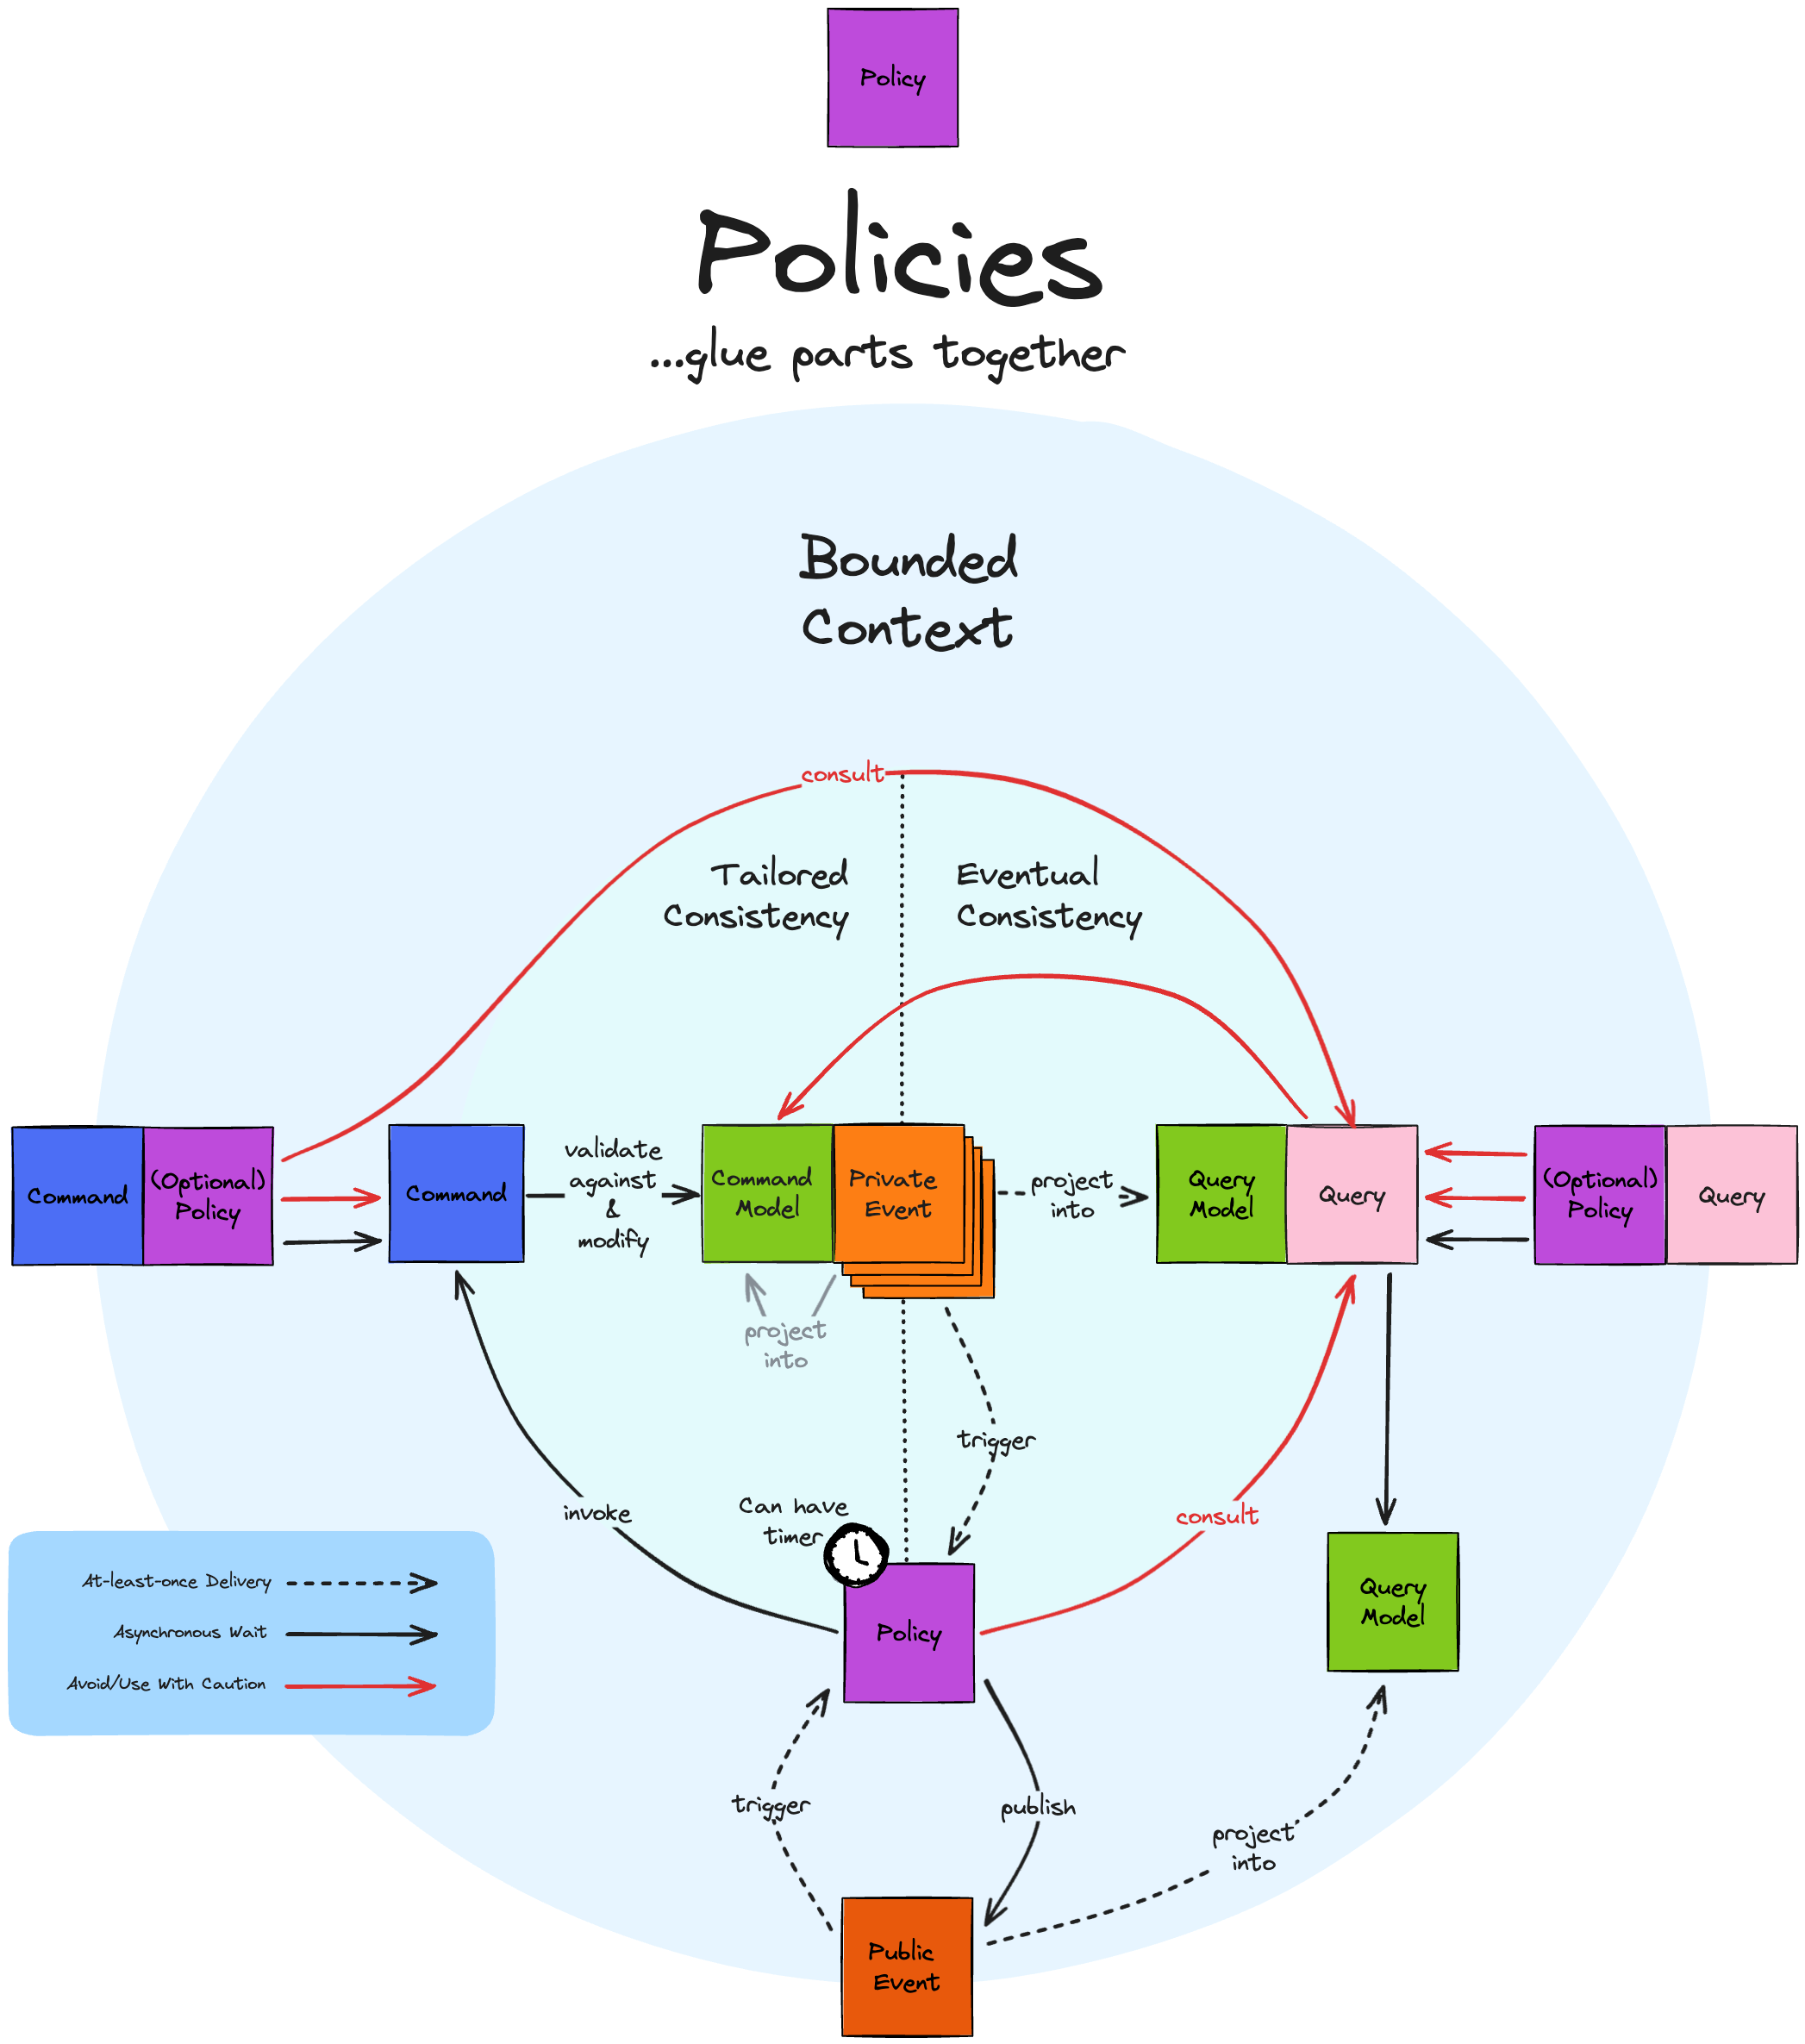 Policy
Policies
...glue parts together
Bounded
Context
consult
Tailored
Consistency
Eventual
Consistency
Command
(Optional)
Policy
Command
validate
against
&
modify
Command
Model
Private
Event
project
into
Query
Model
Query
(Optional)
Policy
Query
project
into
trigger
invoke
Can have
timer
consult
Policy
Query
Model
At-least-once Delivery
Asynchronous Wait
Avoid/Use With Caution
trigger
publish
project
into
Public
Event